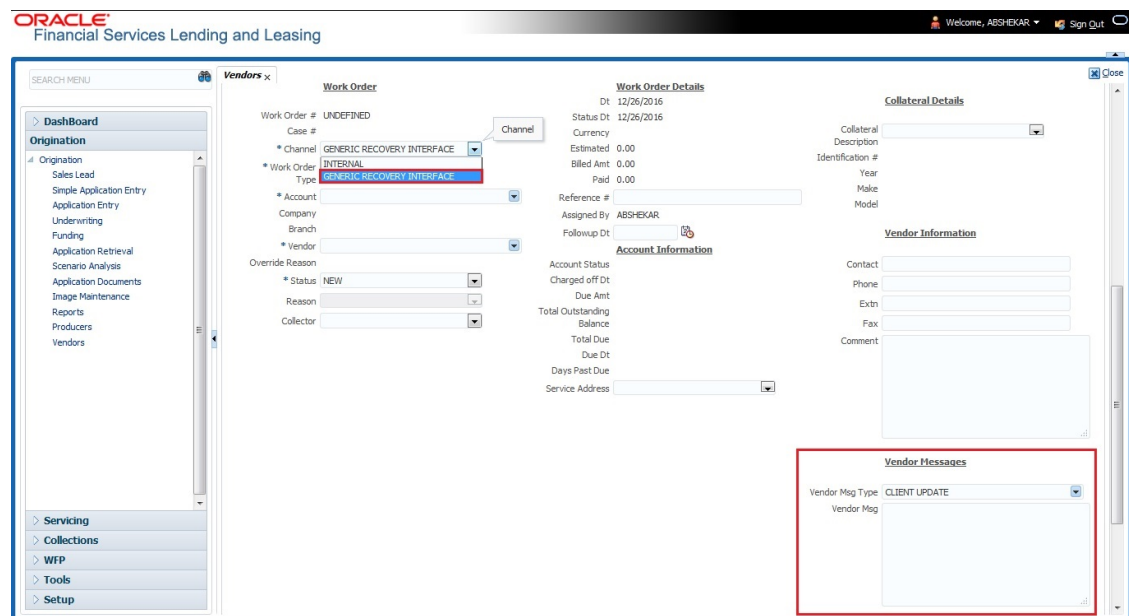 ORACLE
Financial Services Lending and Leasing
Welcome, ABSHEKAR
Sign Out
SEARCH MENU
DashBoard
Origination
Origination
Sales Lead
Simple Application Entry
Application Entry
Underwriting
Funding
Application Retrieval
Scenario Analysis
Application Documents
Image Maintenance
Reports
Producers
Vendors
Servicing
Collections
WFP
Tools
Setup
Vendors x
Close
Work Order
Work Order # UNDEFINED
Case #
* Channel GENERIC RECOVERY INTERFACE
Channel
INTERNAL
GENERIC RECOVERY INTERFACE
* Work Order Type
* Account
Company
Branch
* Vendor
Override Reason
* Status NEW
Reason
Collector
Work Order Details
Dt 12/26/2016
Status Dt 12/26/2016
Currency
Estimated 0.00
Billed Amt 0.00
Paid 0.00
Reference #
Assigned By ABSHEKAR
Followup Dt
Account Information
Account Status
Charged off Dt
Due Amt
Total Outstanding
Balance
Total Due
Due Dt
Days Past Due
Service Address
Collateral Details
Collateral
Description
Identification #
Year
Make
Model
Vendor Information
Contact
Phone
Extn
Fax
Comment
Vendor Messages
Vendor Msg Type CLIENT UPDATE
Vendor Msg